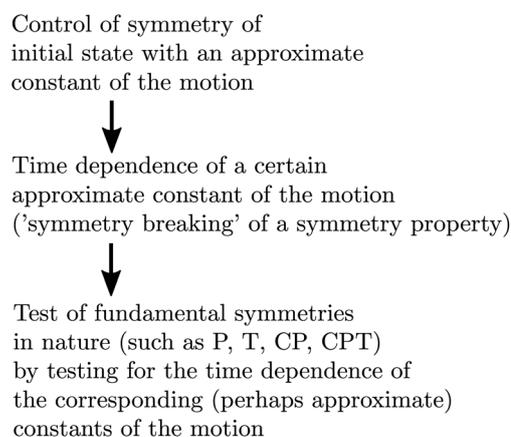 Control of symmetry of
initial state with an approximate
constant of the motion
Time dependence of a certain
approximate constant of the motion
('symmetry breaking' of a symmetry property)
Test of fundamental symmetries
in nature (such as P, T, CP, CPT)
by testing for the time dependence of
the corresponding (perhaps approximate)
constants of the motion